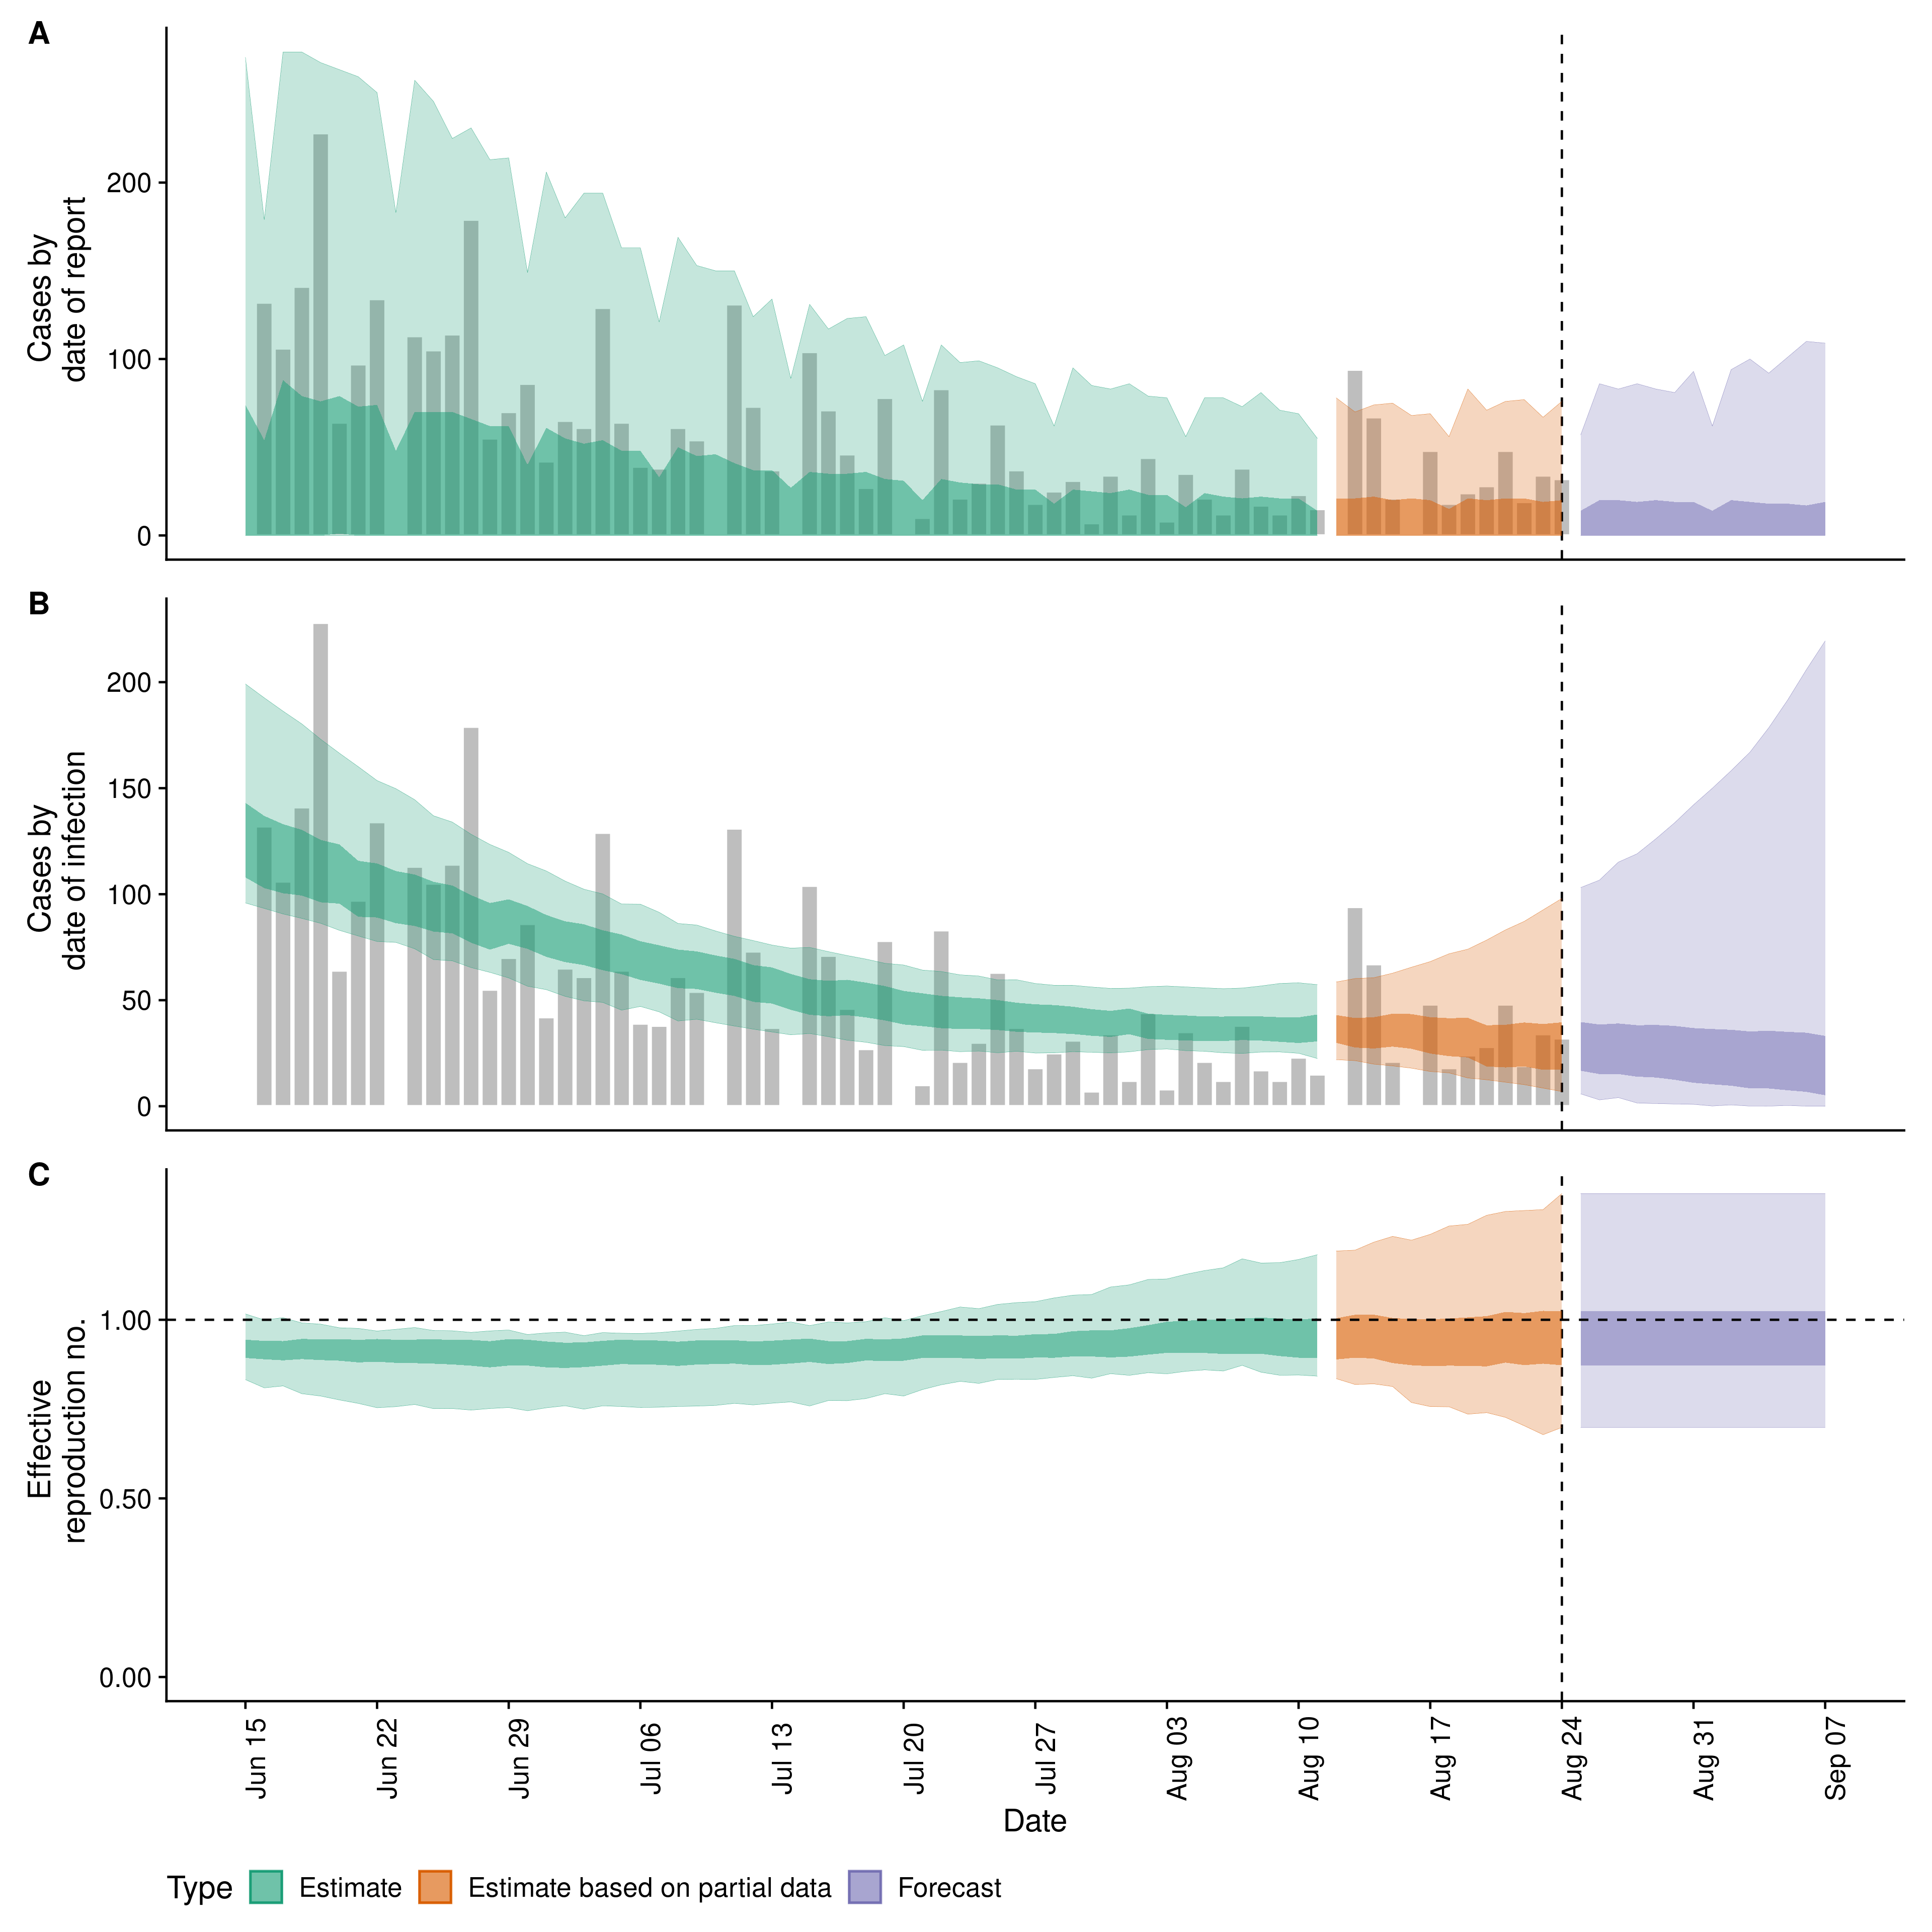 A
Cases by
date of report
200
100
0
B
Cases by
date of infection
200
150
100
50
0
C
Effective
reproduction no.
1.00
0.50
0.00
Jun 15
Jun 22
Jun 29
Jul 06
Jul 13
Jul 20
Jul 27
Aug 03
Aug 10
Aug 17
Aug 24
Aug 31
Sep 07
Date
Type Estimate Estimate based on partial data Forecast